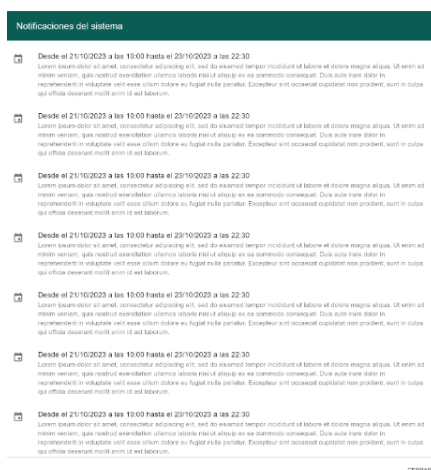 Notificaciones del sistema
Desde el 21/10/2023 a las 10:00 hasta el 23/10/2023 a las 22:30
Lorem ipsum dolor sit amet, consectetur adipiscing elit, sed do eiusmod tempor incididunt ut labore et dolore magna aliqua. Ut enim ad
minim veniam, quis nostrud exercitation ullamco laboris nisi ut aliquip ex ea commodo consequat. Duis aute irure dolor in
reprehenderit in voluptate velit esse cillum dolore eu fugiat nulla pariatur. Excepteur sint occaecat cupidatat non proident, sunt in culpa
qui officia deserunt mollit anim id est laborum.
Desde el 21/10/2023 a las 10:00 hasta el 23/10/2023 a las 22:30
Lorem ipsum dolor sit amet, consectetur adipiscing elit, sed do eiusmod tempor incididunt ut labore et dolore magna aliqua. Ut enim ad
minim veniam, quis nostrud exercitation ullamco laboris nisi ut aliquip ex ea commodo consequat. Duis aute irure dolor in
reprehenderit in voluptate velit esse cillum dolore eu fugiat nulla pariatur. Excepteur sint occaecat cupidatat non proident, sunt in culpa
qui officia deserunt mollit anim id est laborum.
Desde el 21/10/2023 a las 10:00 hasta el 23/10/2023 a las 22:30
Lorem ipsum dolor sit amet, consectetur adipiscing elit, sed do eiusmod tempor incididunt ut labore et dolore magna aliqua. Ut enim ad
minim veniam, quis nostrud exercitation ullamco laboris nisi ut aliquip ex ea commodo consequat. Duis aute irure dolor in
reprehenderit in voluptate velit esse cillum dolore eu fugiat nulla pariatur. Excepteur sint occaecat cupidatat non proident, sunt in culpa
qui officia deserunt mollit anim id est laborum.
Desde el 21/10/2023 a las 10:00 hasta el 23/10/2023 a las 22:30
Lorem ipsum dolor sit amet, consectetur adipiscing elit, sed do eiusmod tempor incididunt ut labore et dolore magna aliqua. Ut enim ad
minim veniam, quis nostrud exercitation ullamco laboris nisi ut aliquip ex ea commodo consequat. Duis aute irure dolor in
reprehenderit in voluptate velit esse cillum dolore eu fugiat nulla pariatur. Excepteur sint occaecat cupidatat non proident, sunt in culpa
qui officia deserunt mollit anim id est laborum.
Desde el 21/10/2023 a las 10:00 hasta el 23/10/2023 a las 22:30
Lorem ipsum dolor sit amet, consectetur adipiscing elit, sed do eiusmod tempor incididunt ut labore et dolore magna aliqua. Ut enim ad
minim veniam, quis nostrud exercitation ullamco laboris nisi ut aliquip ex ea commodo consequat. Duis aute irure dolor in
reprehenderit in voluptate velit esse cillum dolore eu fugiat nulla pariatur. Excepteur sint occaecat cupidatat non proident, sunt in culpa
qui officia deserunt mollit anim id est laborum.
Desde el 21/10/2023 a las 10:00 hasta el 23/10/2023 a las 22:30
Lorem ipsum dolor sit amet, consectetur adipiscing elit, sed do eiusmod tempor incididunt ut labore et dolore magna aliqua. Ut enim ad
minim veniam, quis nostrud exercitation ullamco laboris nisi ut aliquip ex ea commodo consequat. Duis aute irure dolor in
reprehenderit in voluptate velit esse cillum dolore eu fugiat nulla pariatur. Excepteur sint occaecat cupidatat non proident, sunt in culpa
qui officia deserunt mollit anim id est laborum.
Desde el 21/10/2023 a las 10:00 hasta el 23/10/2023 a las 22:30
Lorem ipsum dolor sit amet, consectetur adipiscing elit, sed do eiusmod tempor incididunt ut labore et dolore magna aliqua. Ut enim ad
minim veniam, quis nostrud exercitation ullamco laboris nisi ut aliquip ex ea commodo consequat. Duis aute irure dolor in
reprehenderit in voluptate velit esse cillum dolore eu fugiat nulla pariatur. Excepteur sint occaecat cupidatat non proident, sunt in culpa
qui officia deserunt mollit anim id est laborum.